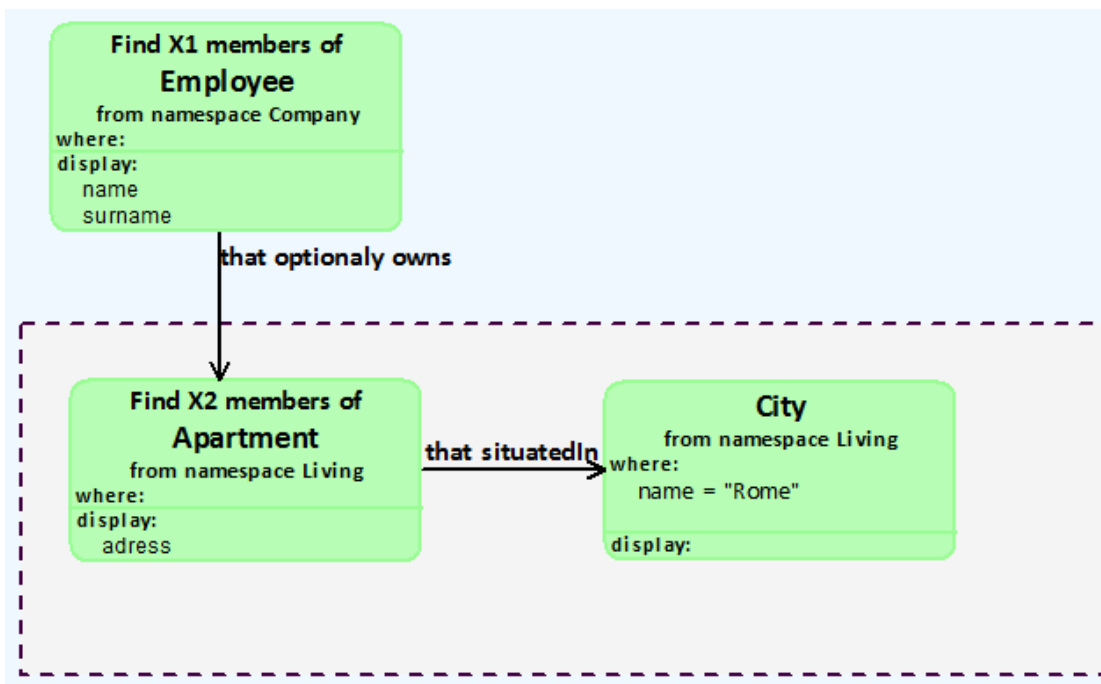 Find X1 members of
Employee
from namespace Company
where:
display:
name
surname
that optionaly owns
Find X2 members of
Apartment
from namespace Living
where:
display:
adress
that situatedIn
City
from namespace Living
where:
name = "Rome"
display: